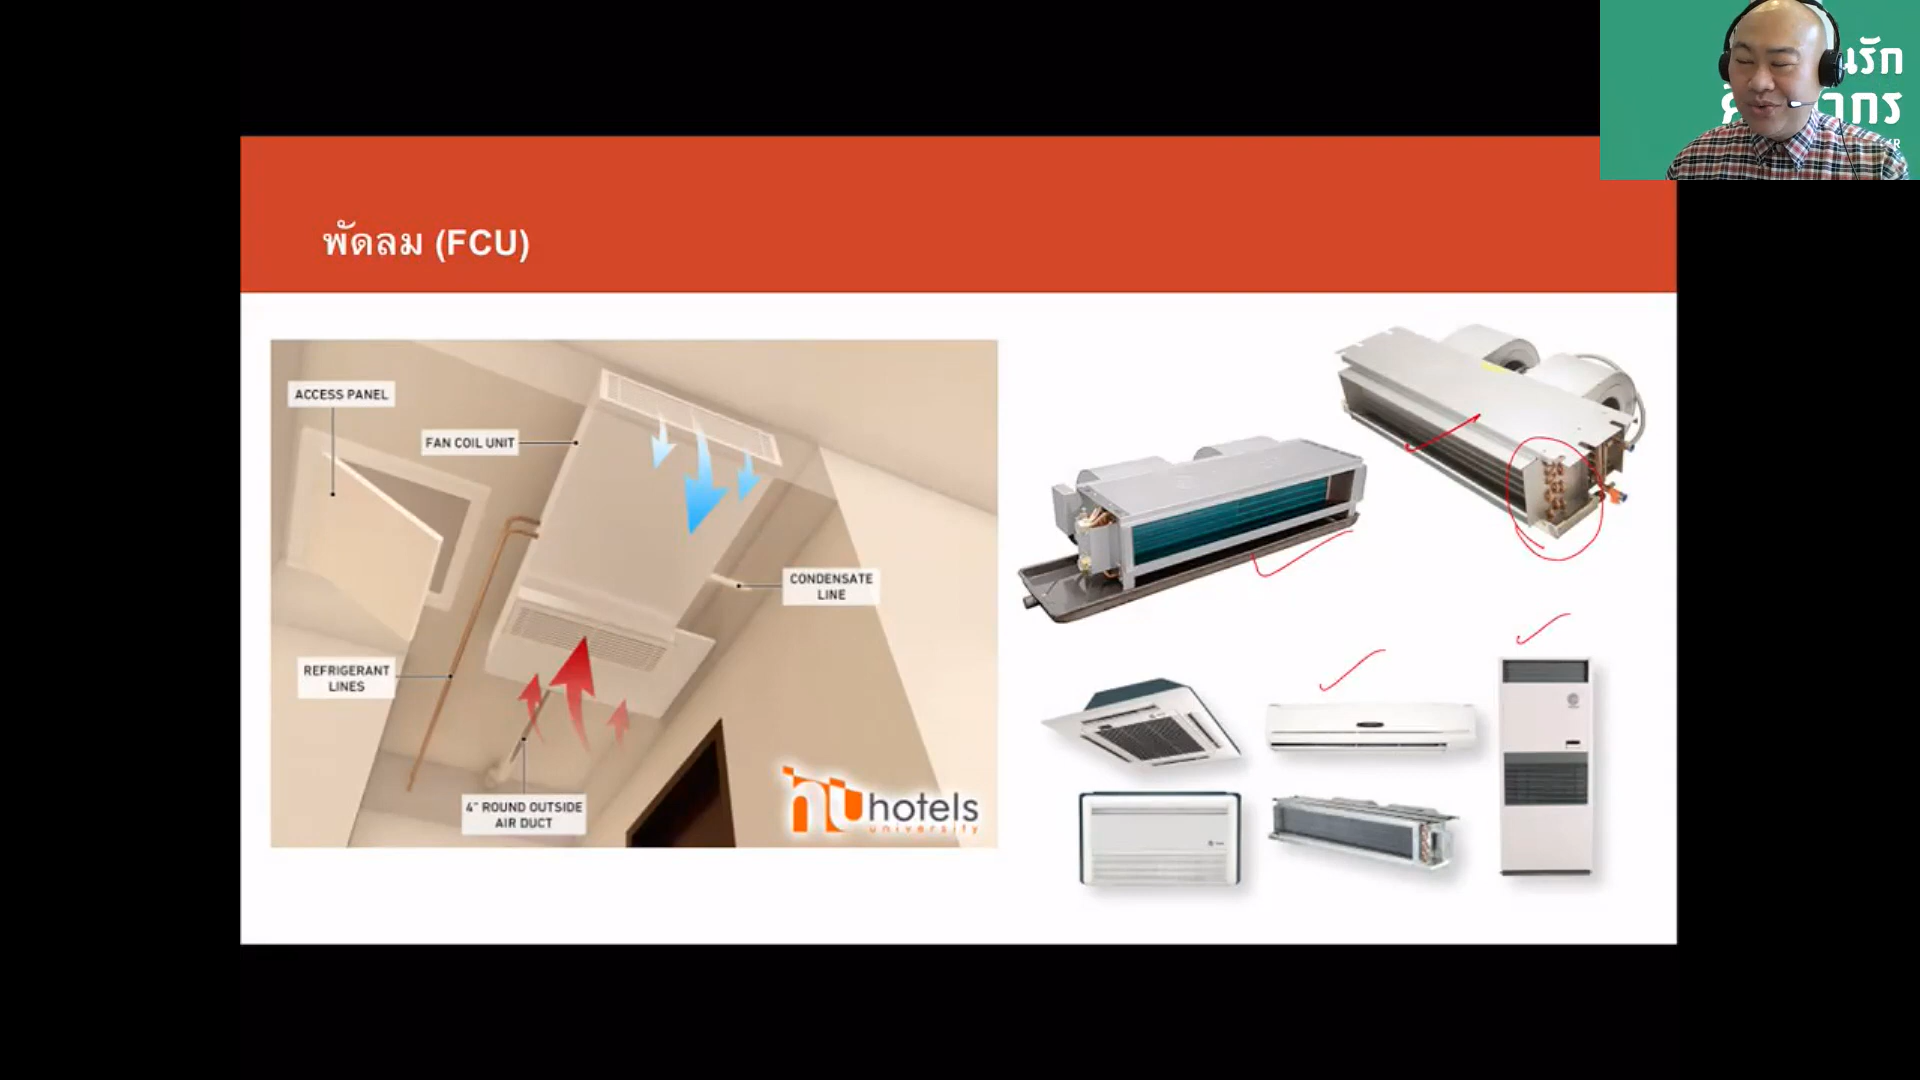 พัดลม (FCU)
ACCESS PANEL
FAN COIL UNIT
CONDENSATE
LINE
REFRIGERANT
LINES
4" ROUND OUTSIDE
AIR DUCT
nu hotels
university